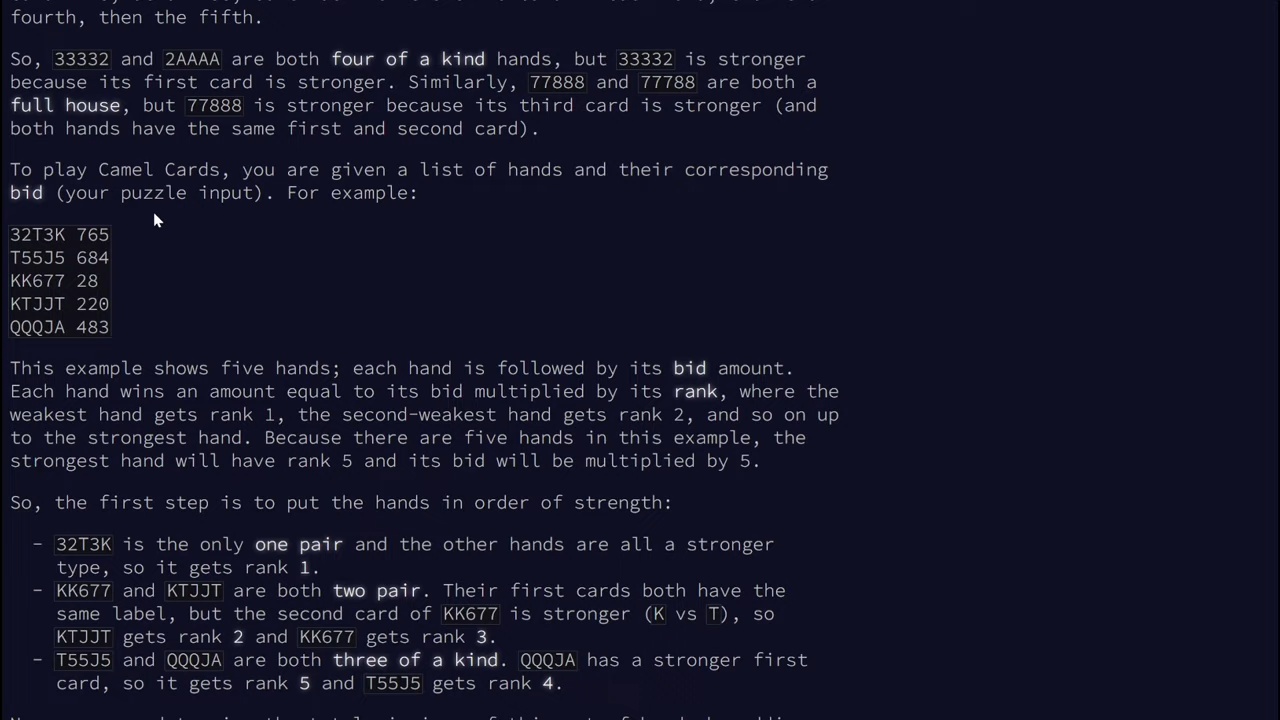 fourth, then the fifth.
So, 33332 and 2AAAA are both four of a kind hands, but 33332 is stronger
because its first card is stronger. Similarly, 77888 and 77788 are both a
full house, but 77888 is stronger because its third card is stronger (and
both hands have the same first and second card).
To play Camel Cards, you are given a list of hands and their corresponding
bid (your puzzle input). For example:
32T3K 765
T55J5 684
KK677 28
KTJJT 220
QQQJA 483
This example shows five hands; each hand is followed by its bid amount.
Each hand wins an amount equal to its bid multiplied by its rank, where the
weakest hand gets rank 1, the second-weakest hand gets rank 2, and so on up
to the strongest hand. Because there are five hands in this example, the
strongest hand will have rank 5 and its bid will be multiplied by 5.
So, the first step is to put the hands in order of strength:
- 32T3K is the only one pair and the other hands are all a stronger
type, so it gets rank 1.
- KK677 and KTJJT are both two pair. Their first cards both have the
same label, but the second card of KK677 is stronger (K vs T), so
KTJJT gets rank 2 and KK677 gets rank 3.
- T55J5 and QQQJA are both three of a kind. QQQJA has a stronger first
card, so it gets rank 5 and T55J5 gets rank 4.